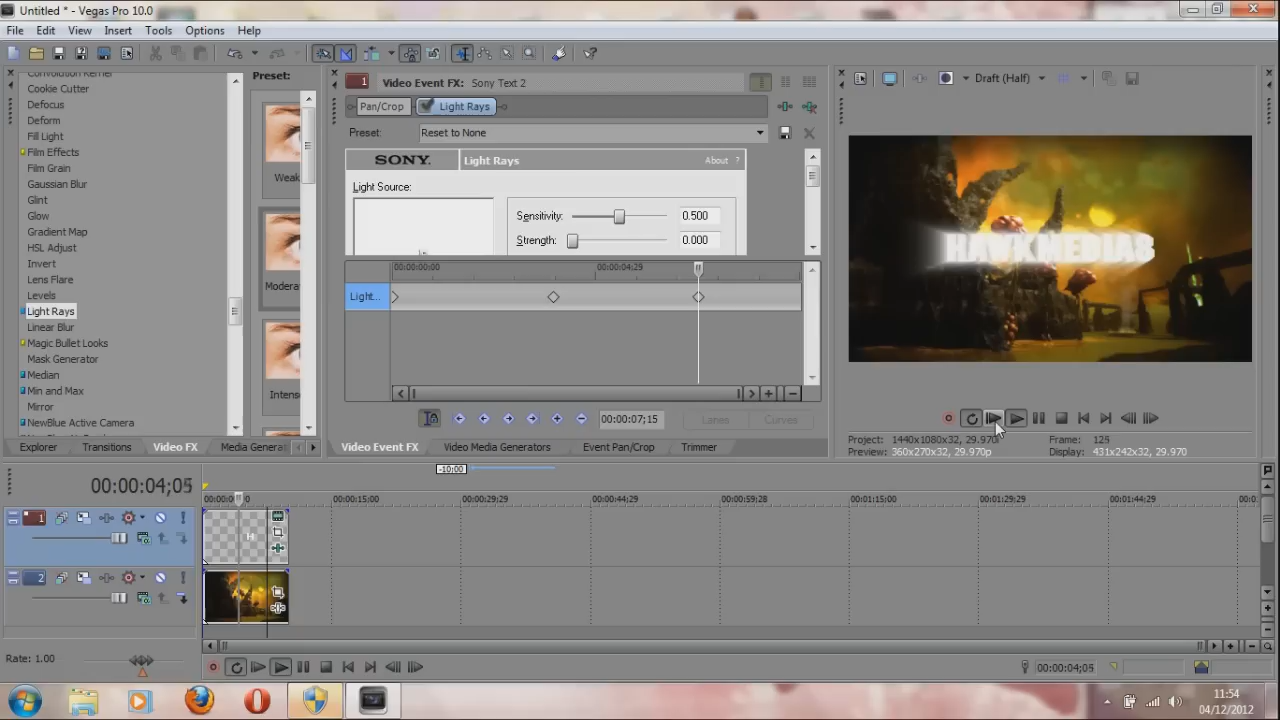 Untitled * - Vegas Pro 10.0
File Edit View Insert Tools Options Help
Convolution Kernel
Cookie Cutter
Defocus
Deform
Fill Light
Film Effects
Film Grain
Gaussian Blur
Glint
Glow
Gradient Map
HSL Adjust
Invert
Lens Flare
Levels
Light Rays
Linear Blur
Magic Bullet Looks
Mask Generator
Median
Min and Max
Mirror
NewBlue Active Camera
Preset:
Weak
Modera
Intense
Explorer Transitions Video FX Media Genera
1 Video Event FX: Sony Text 2
Pan/Crop Light Rays
Preset: Reset to None
SONY. Light Rays About ?
Light Source:
Sensitivity: 0.500
Strength: 0.000
00:00:00:00 00:00:04:29
Light...
00:00:07;15 Lanes Curves
Video Event FX Video Media Generators Event Pan/Crop Trimmer
Draft (Half)
HAWKMEDIA8
Project: 1440x1080x32, 29.970i Frame: 125
Preview: 360x270x32, 29.970p Display: 431x242x32, 29.970
-10;00
00:00:04;05
00:00:15:00 00:00:29:29 00:00:44:29 00:00:59:28 00:01:15:00 00:01:29:29 00:01:44:29
1
H
2
Rate: 1.00
00:00:04;05
11:54
04/12/2012